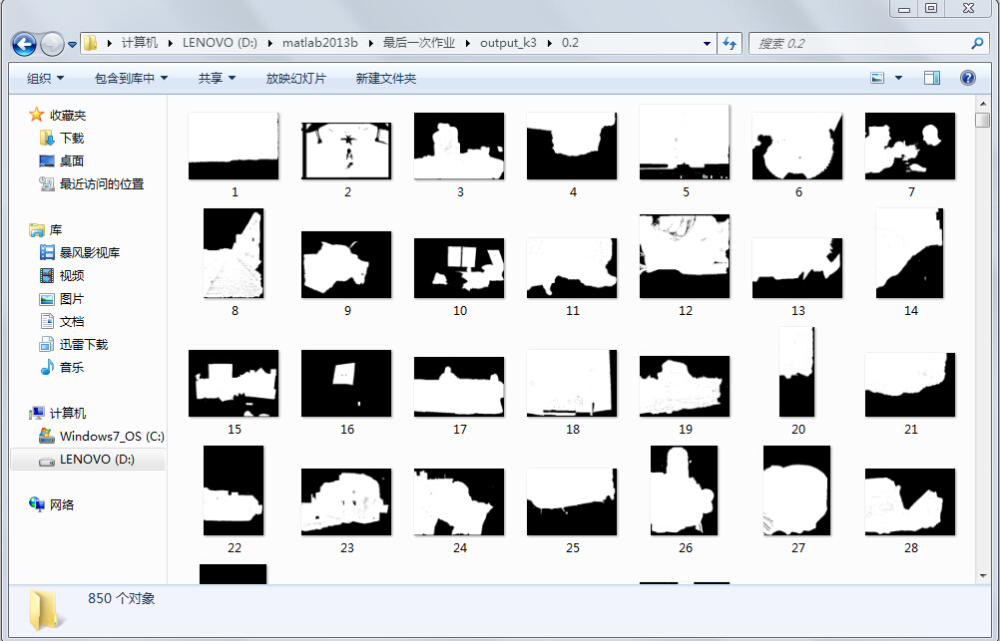 计算机 LENOVO (D:) matlab2013b 最后一次作业 output_k3 0.2
搜索 0.2
组织 包含到库中 共享 放映幻灯片 新建文件夹
收藏夹
下载
桌面
最近访问的位置
库
暴风影视库
视频
图片
文档
迅雷下载
音乐
计算机
Windows7_OS (C:)
LENOVO (D:)
网络
1 2 3 4 5 6 7
8 9 10 11 12 13 14
15 16 17 18 19 20 21
22 23 24 25 26 27 28
850 个对象